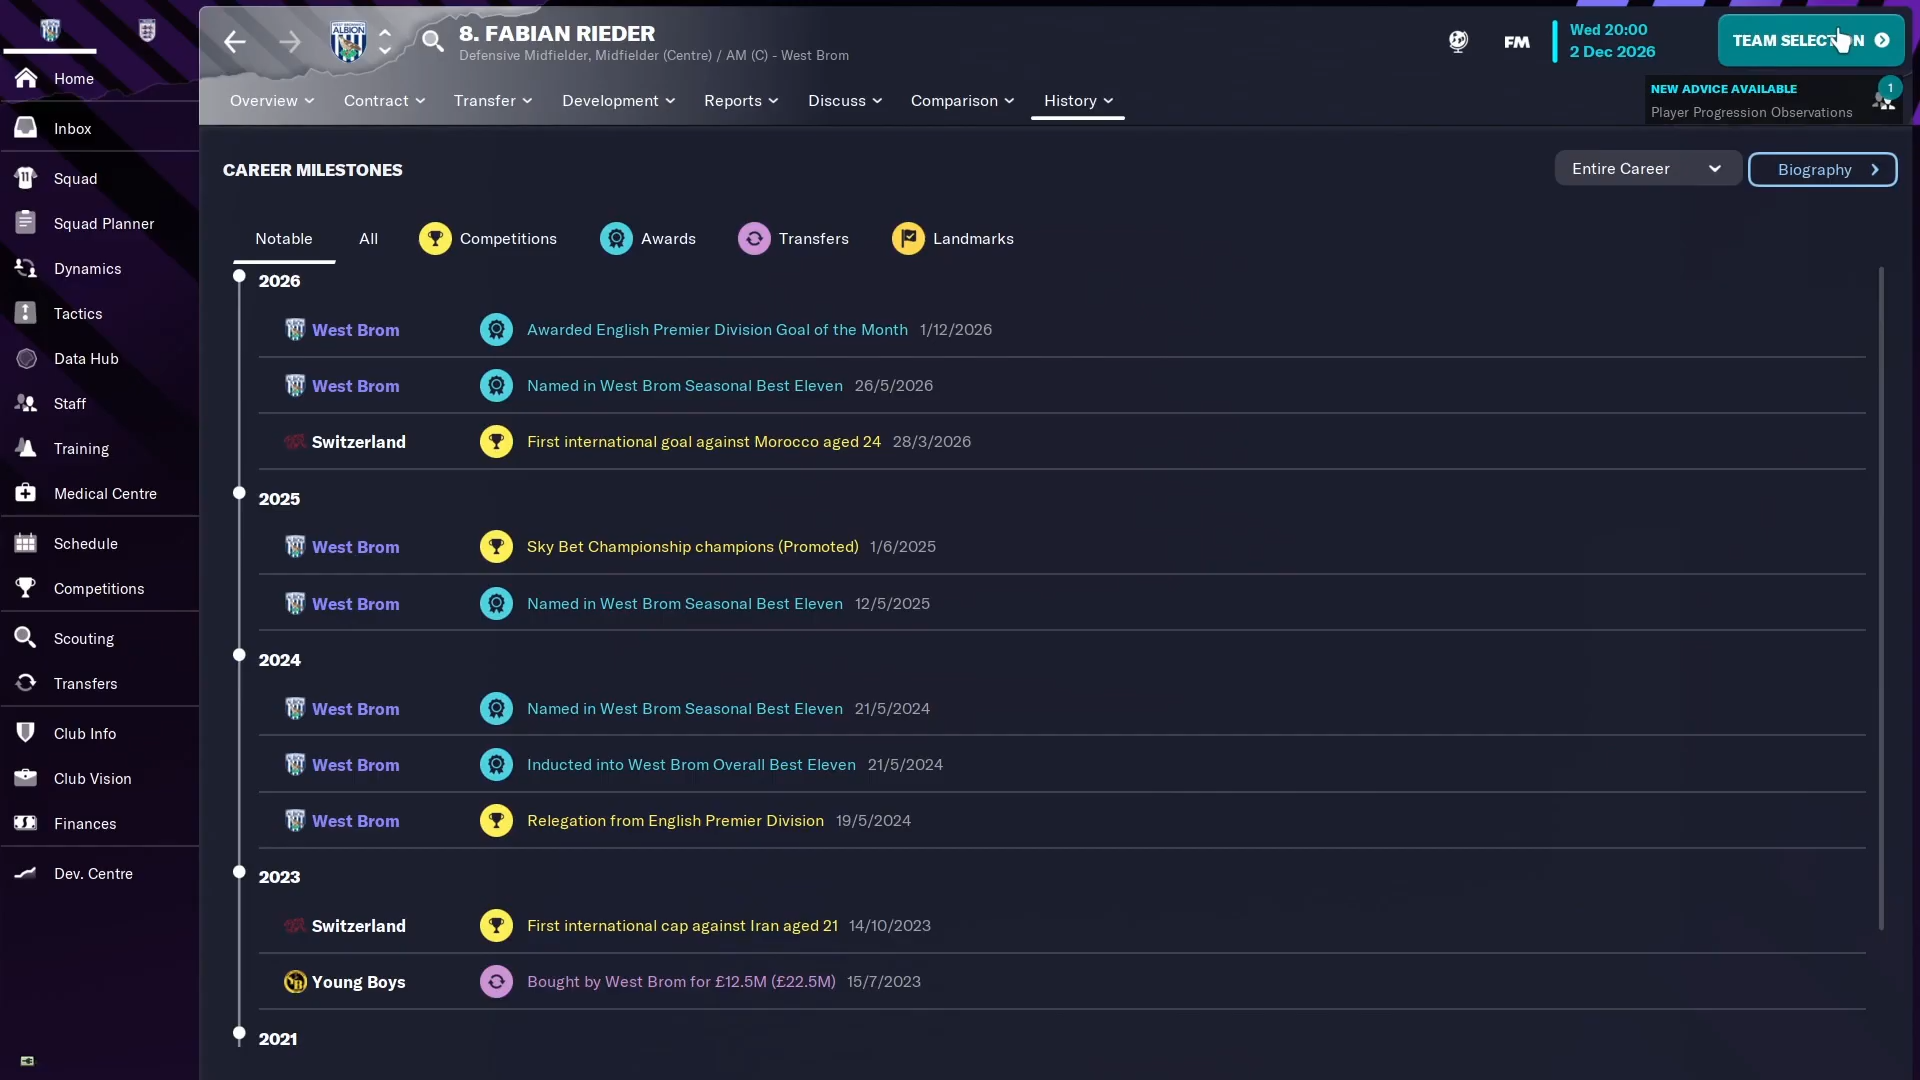 8. FABIAN RIEDER
Defensive Midfielder, Midfielder (Centre) / AM (C) - West Brom
FM
Wed 20:00
2 Dec 2026
TEAM SELECTION
Overview
Contract
Transfer
Development
Reports
Discuss
Comparison
History
NEW ADVICE AVAILABLE
Player Progression Observations
1
Home
Inbox
Squad
Squad Planner
Dynamics
Tactics
Data Hub
Staff
Training
Medical Centre
Schedule
Competitions
Scouting
Transfers
Club Info
Club Vision
Finances
Dev. Centre
CAREER MILESTONES
Entire Career
Biography
Notable
All
Competitions
Awards
Transfers
Landmarks
2026
West Brom Awarded English Premier Division Goal of the Month 1/12/2026
West Brom Named in West Brom Seasonal Best Eleven 26/5/2026
Switzerland First international goal against Morocco aged 24 28/3/2026
2025
West Brom Sky Bet Championship champions (Promoted) 1/6/2025
West Brom Named in West Brom Seasonal Best Eleven 12/5/2025
2024
West Brom Named in West Brom Seasonal Best Eleven 21/5/2024
West Brom Inducted into West Brom Overall Best Eleven 21/5/2024
West Brom Relegation from English Premier Division 19/5/2024
2023
Switzerland First international cap against Iran aged 21 14/10/2023
Young Boys Bought by West Brom for £12.5M (£22.5M) 15/7/2023
2021